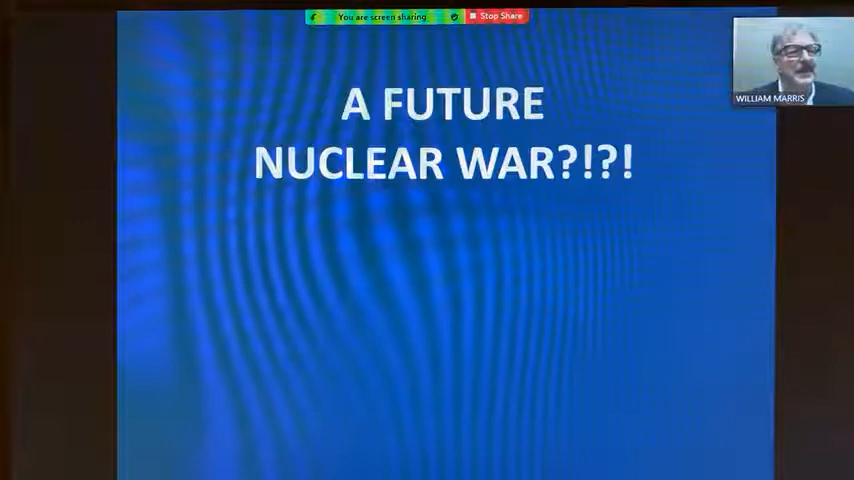 You are screen sharing
Stop Share
A FUTURE
NUCLEAR WAR?!?!
WILLIAM MARRIS